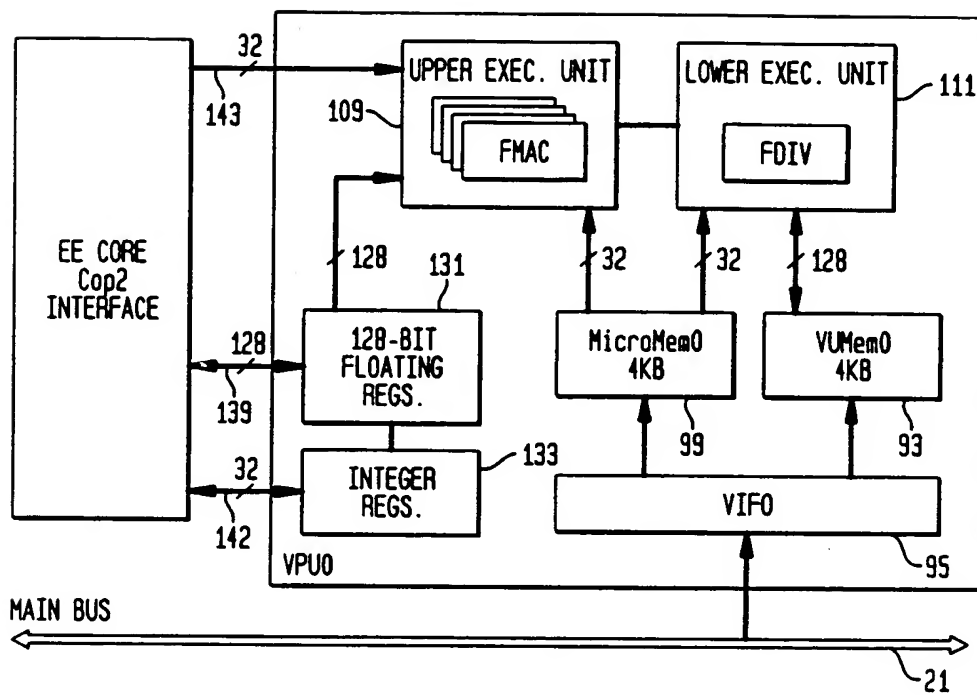 32
143
UPPER EXEC. UNIT
109
FMAC
LOWER EXEC. UNIT
111
FDIV
128
32
32
128
EE CORE
Cop2
INTERFACE
131
128-BIT
FLOATING
REGS.
128
139
MicroMem0
4KB
99
VUMem0
4KB
93
133
INTEGER
REGS.
32
142
VIF0
95
VPU0
MAIN BUS
21